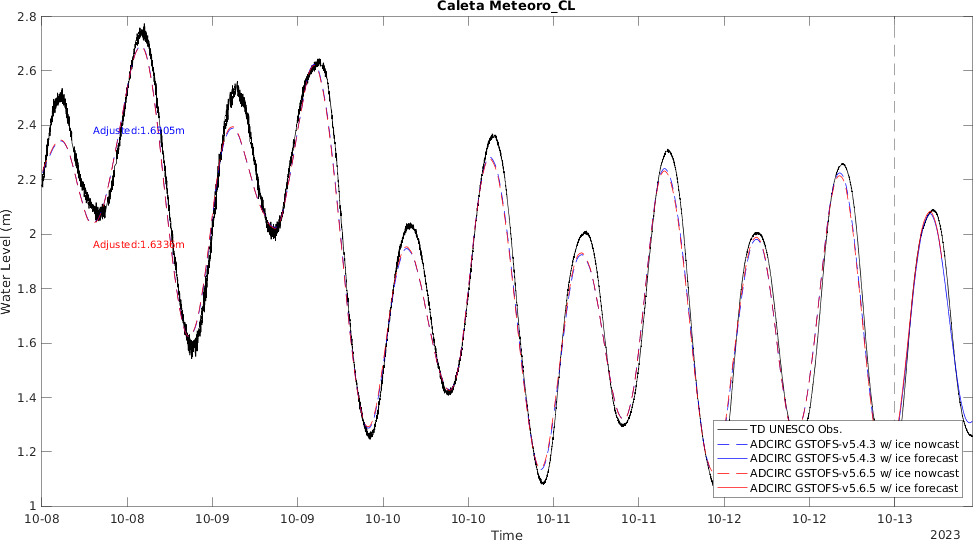 Caleta Meteoro_CL
2.8
2.6
2.4
2.2
2
1.8
1.6
1.4
1.2
1
Water Level (m)
Adjusted:1.6305m
Adjusted:1.6336m
TD UNESCO Obs.
ADCIRC GSTOFS-v5.4.3 w/ ice nowcast
ADCIRC GSTOFS-v5.4.3 w/ ice forecast
ADCIRC GSTOFS-v5.6.5 w/ ice nowcast
ADCIRC GSTOFS-v5.6.5 w/ ice forecast
10-08 10-08 10-09 10-09 10-10 10-10 10-11 10-11 10-12 10-12 10-13
Time
2023